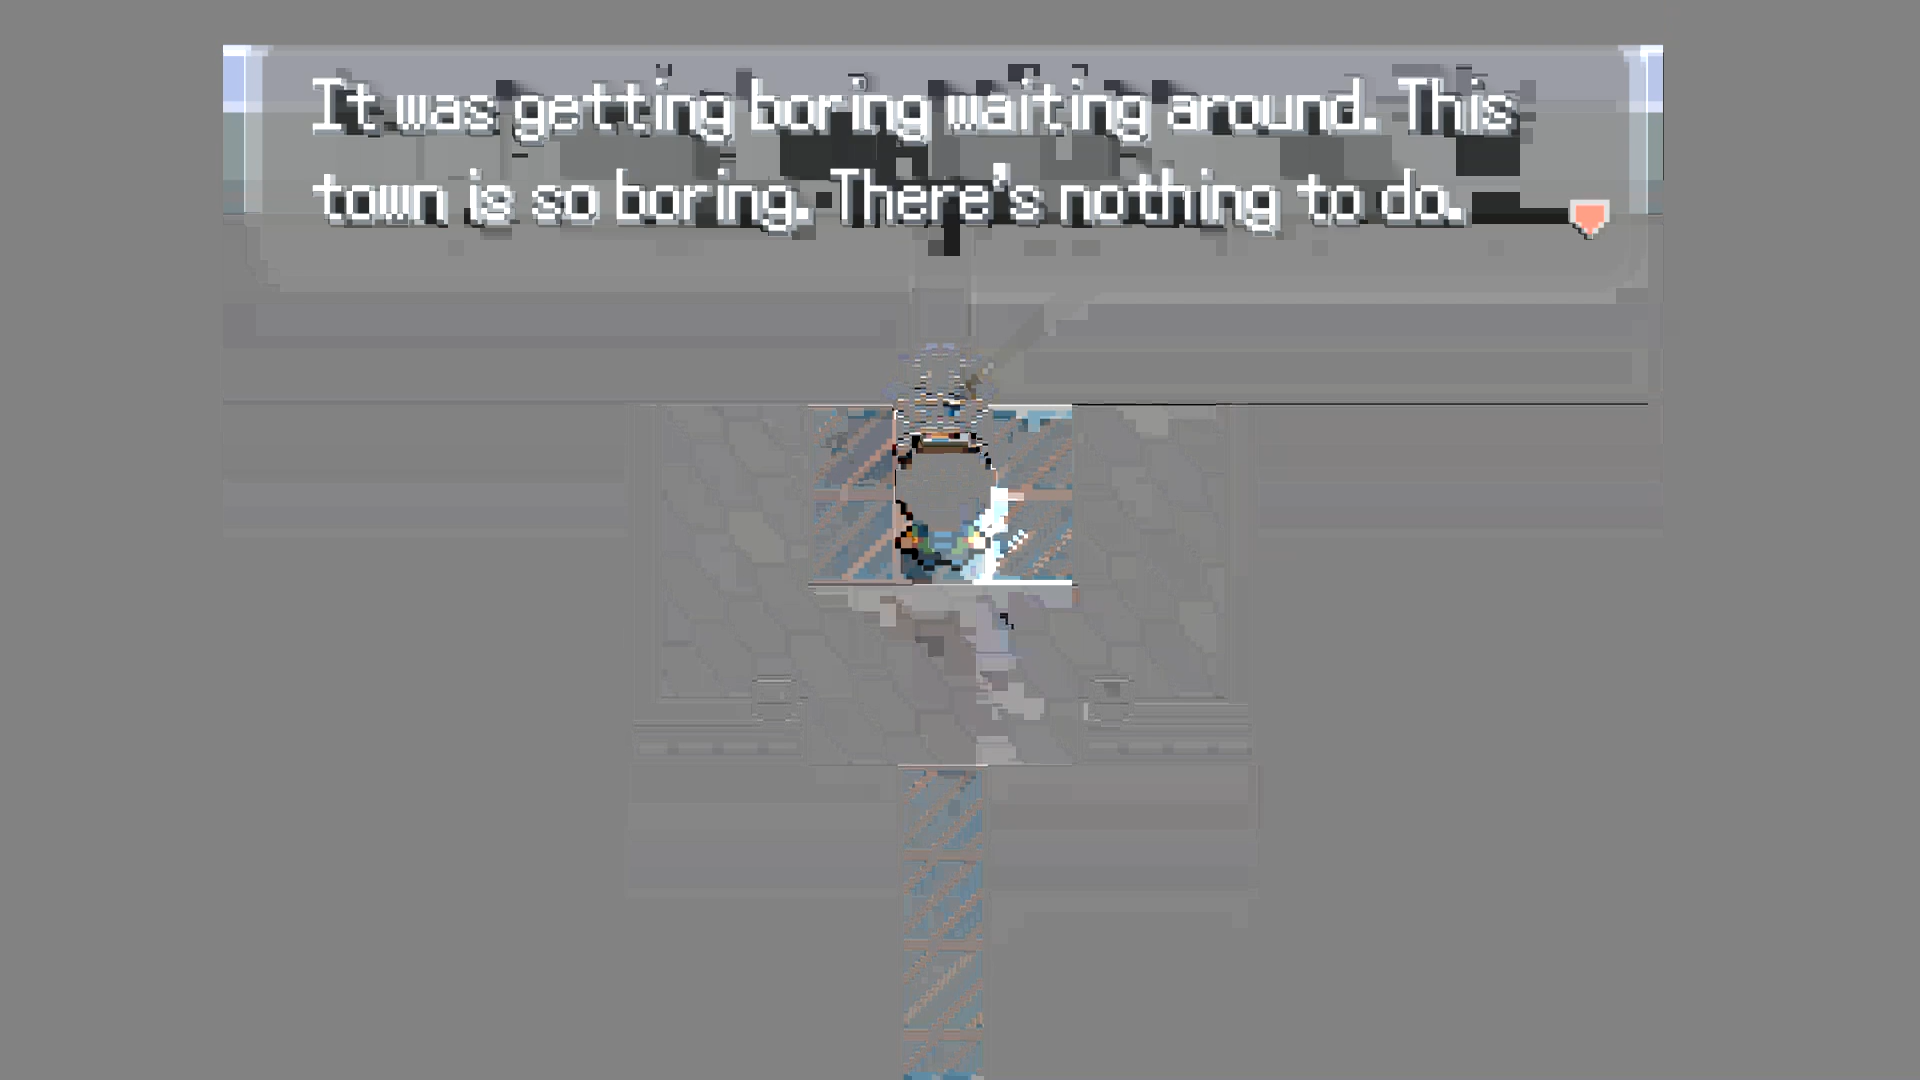 It was getting boring waiting around. This
town is so boring. There's nothing to do.